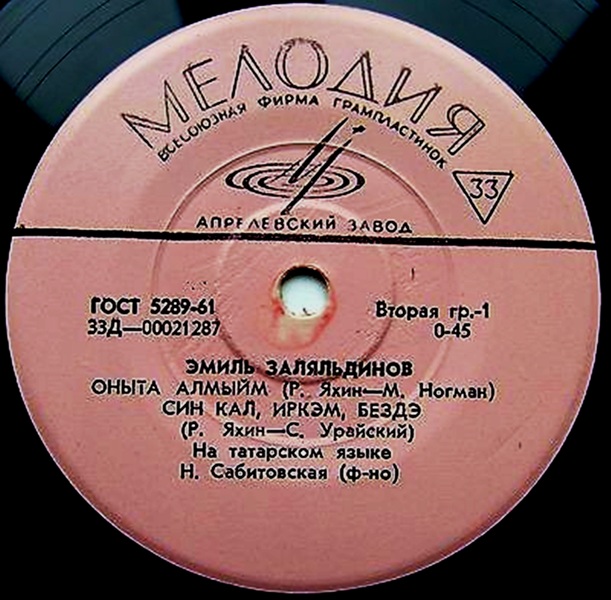 МЕЛОДИЯ
ВСЕСОЮЗНАЯ ФИРМА ГРАМПЛАСТИНОК
33
АПРЕЛЕВСКИЙ ЗАВОД
ГОСТ 5289-61
Вторая гр.-1
33Д—00021287
0-45
ЭМИЛЬ ЗАЛЯЛЬДИНОВ
ОНЫТА АЛМЫЙМ (Р. Яхин—М. Ногман)
СИН КАЛ, ИРКЭМ, БЕЗДЭ
(Р. Яхин—С. Урайский)
На татарском языке
Н. Сабитовская (ф-но)